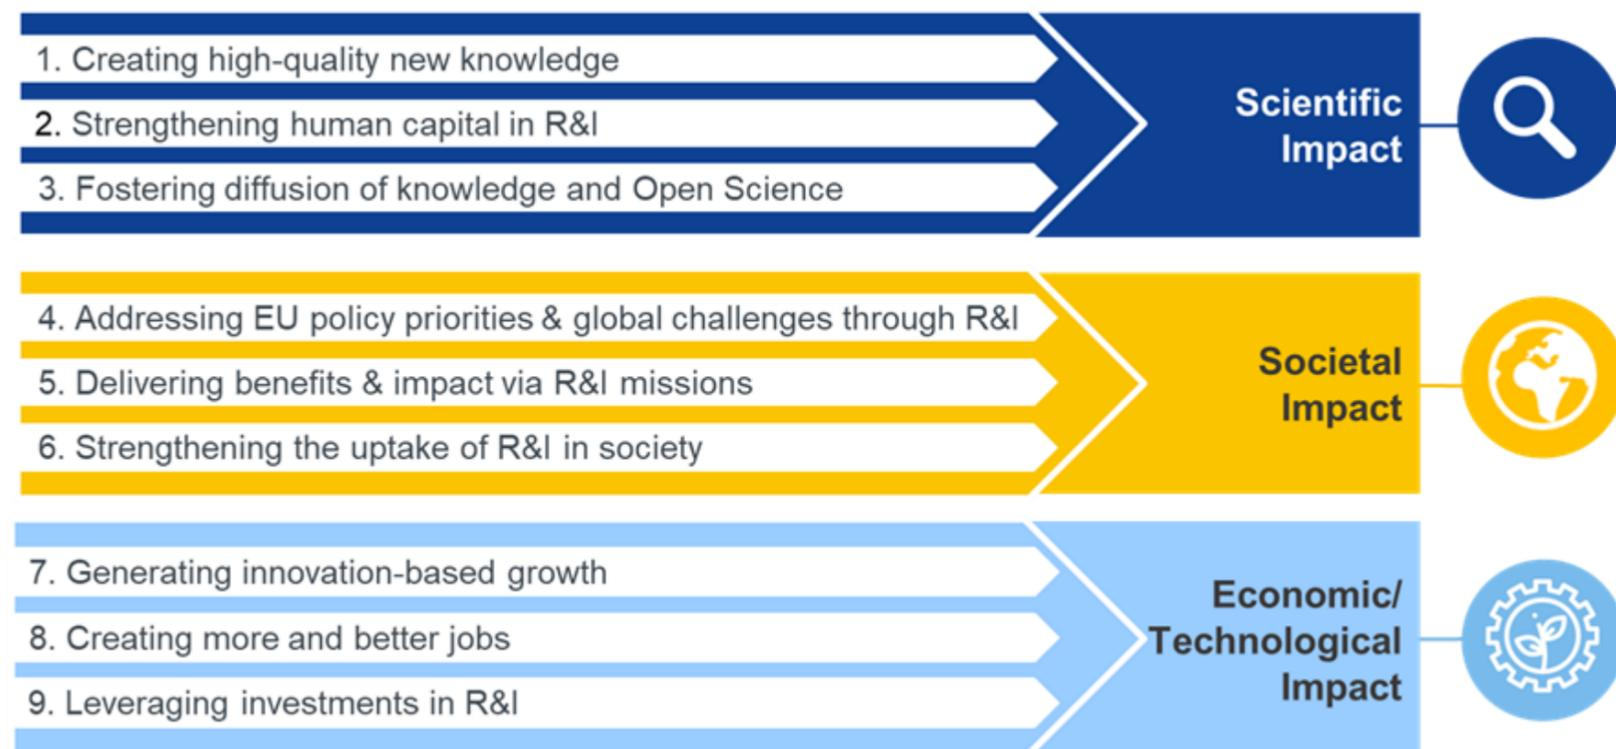 1. Creating high-quality new knowledge
2. Strengthening human capital in R&I
3. Fostering diffusion of knowledge and Open Science
Scientific
Impact
4. Addressing EU policy priorities & global challenges through R&I
5. Delivering benefits & impact via R&I missions
6. Strengthening the uptake of R&I in society
Societal
Impact
7. Generating innovation-based growth
8. Creating more and better jobs
9. Leveraging investments in R&I
Economic/
Technological
Impact